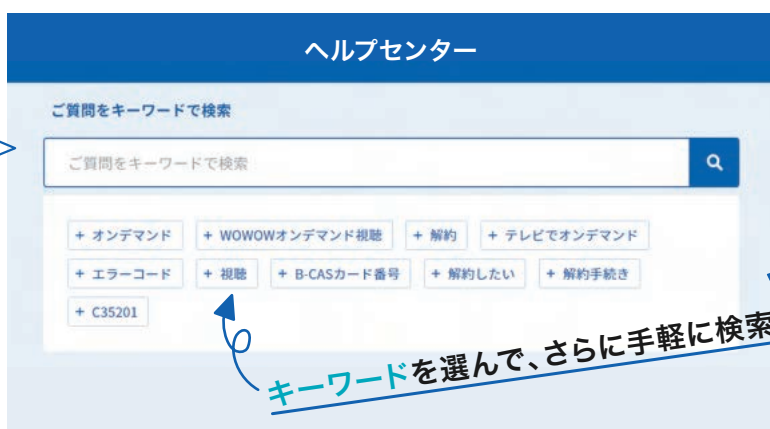 ヘルプセンター
ご質問をキーワードで検索
ご質問をキーワードで検索
+ オンデマンド + WOWOWオンデマンド視聴 + 解約 + テレビでオンデマンド
+ エラーコード + 視聴 + B-CASカード番号 + 解約したい + 解約手続き
+ C35201
キーワードを選んで、さらに手軽に検索